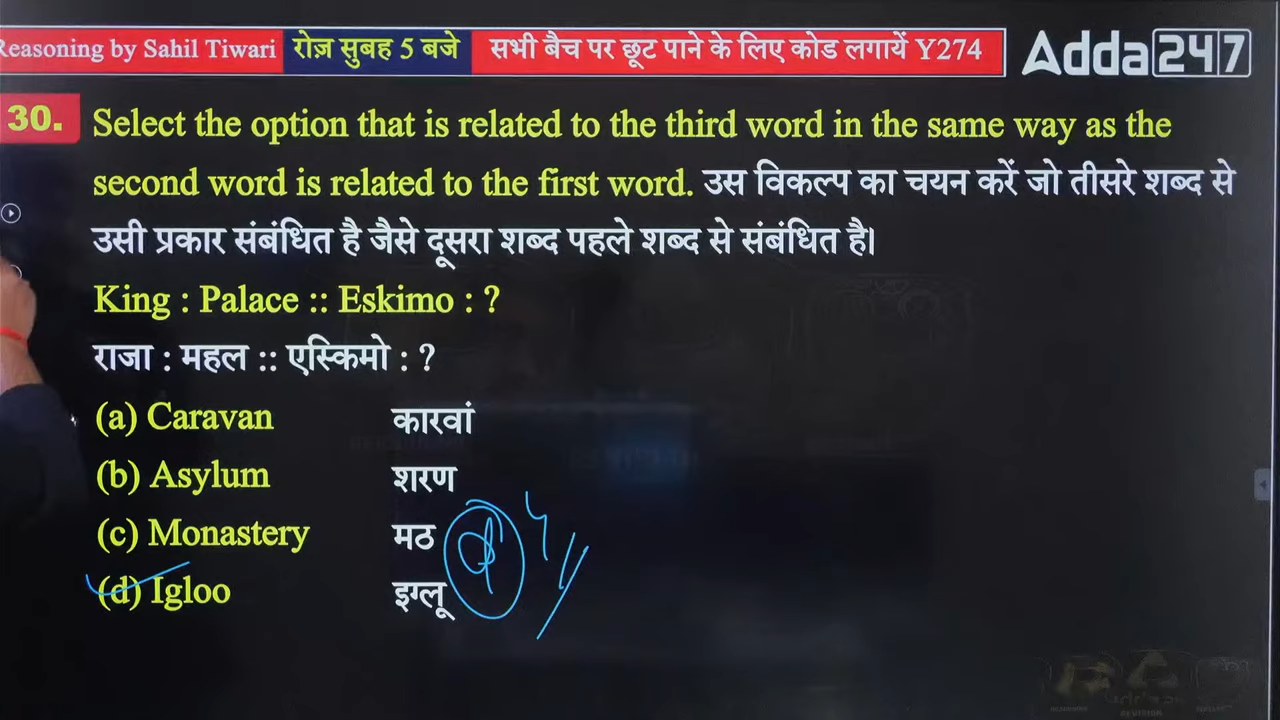 Reasoning by Sahil Tiwari रोज़ सुबह 5 बजे सभी बैच पर छूट पाने के लिए कोड लगायें Y274 Adda247
30. Select the option that is related to the third word in the same way as the
second word is related to the first word. उस विकल्प का चयन करें जो तीसरे शब्द से
उसी प्रकार संबंधित है जैसे दूसरा शब्द पहले शब्द से संबंधित है।
King : Palace :: Eskimo : ?
राजा : महल :: एस्किमो : ?
(a) Caravan कारवां
(b) Asylum शरण
(c) Monastery मठ
(d) Igloo इग्लू